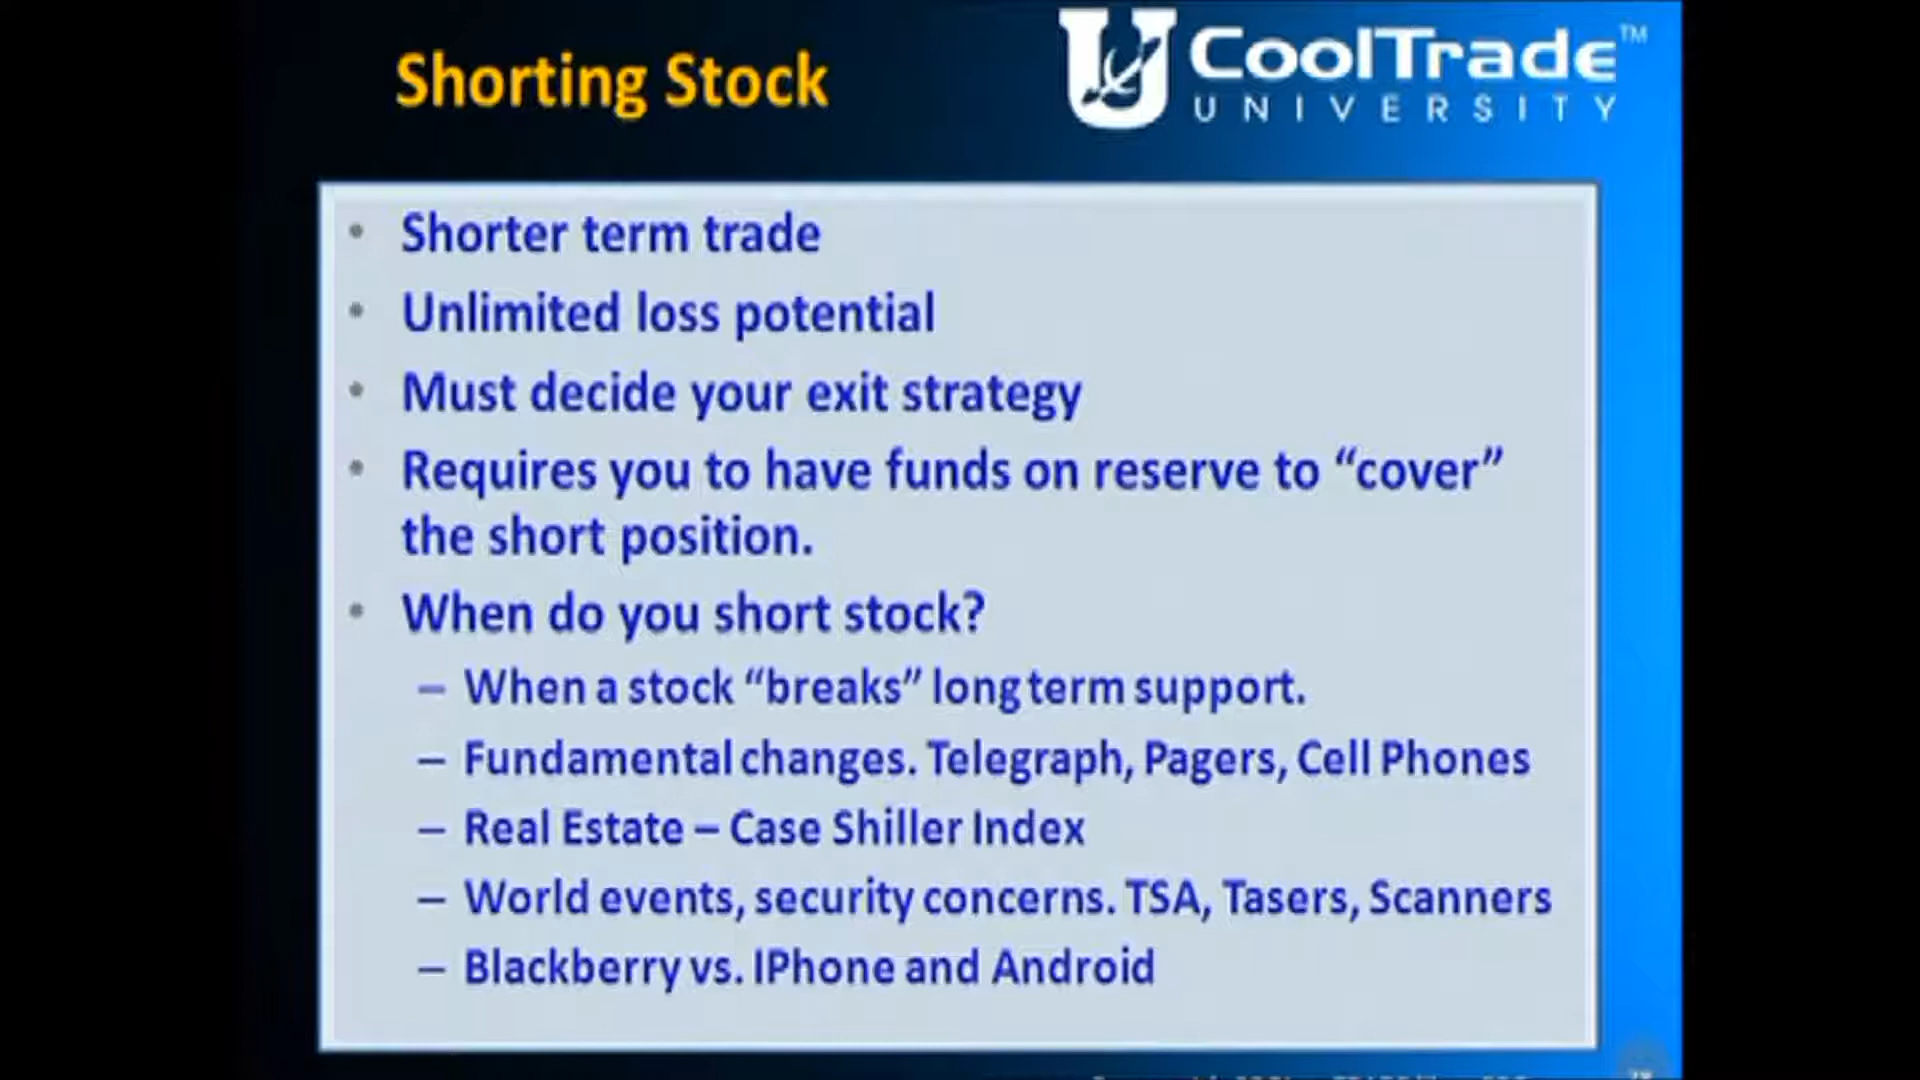 Shorting Stock
CoolTrade™
UNIVERSITY
• Shorter term trade
• Unlimited loss potential
• Must decide your exit strategy
• Requires you to have funds on reserve to “cover”
the short position.
• When do you short stock?
– When a stock “breaks” long term support.
– Fundamental changes. Telegraph, Pagers, Cell Phones
– Real Estate – Case Shiller Index
– World events, security concerns. TSA, Tasers, Scanners
– Blackberry vs. IPhone and Android